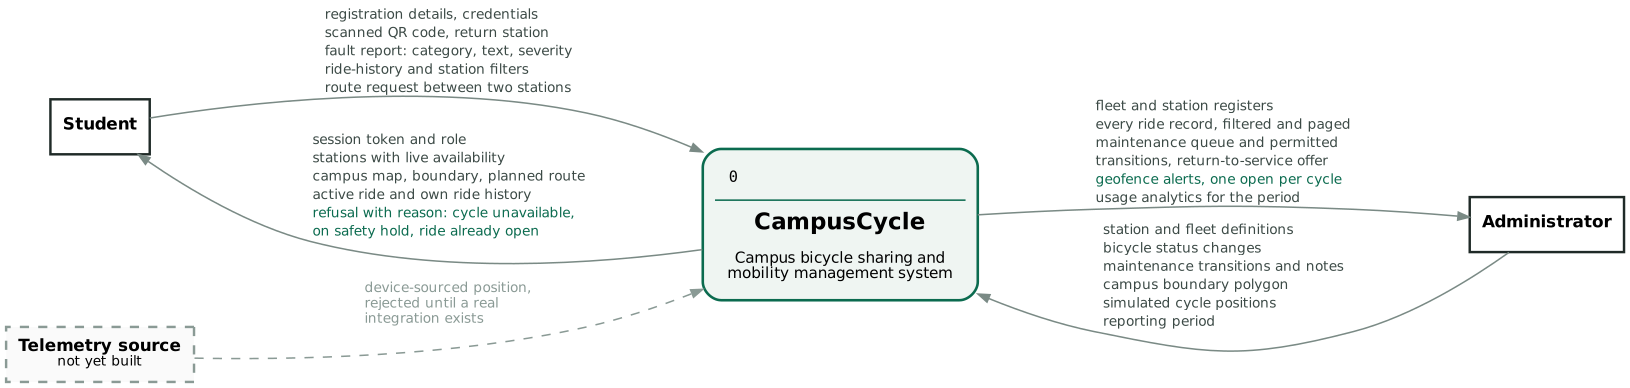 registration details, credentials
scanned QR code, return station
fault report: category, text, severity
ride-history and station filters
route request between two stations
Student
session token and role
stations with live availability
campus map, boundary, planned route
active ride and own ride history
refusal with reason: cycle unavailable,
on safety hold, ride already open
device-sourced position,
rejected until a real
integration exists
Telemetry source
not yet built
0
CampusCycle
Campus bicycle sharing and
mobility management system
fleet and station registers
every ride record, filtered and paged
maintenance queue and permitted
transitions, return-to-service offer
geofence alerts, one open per cycle
usage analytics for the period
Administrator
station and fleet definitions
bicycle status changes
maintenance transitions and notes
campus boundary polygon
simulated cycle positions
reporting period